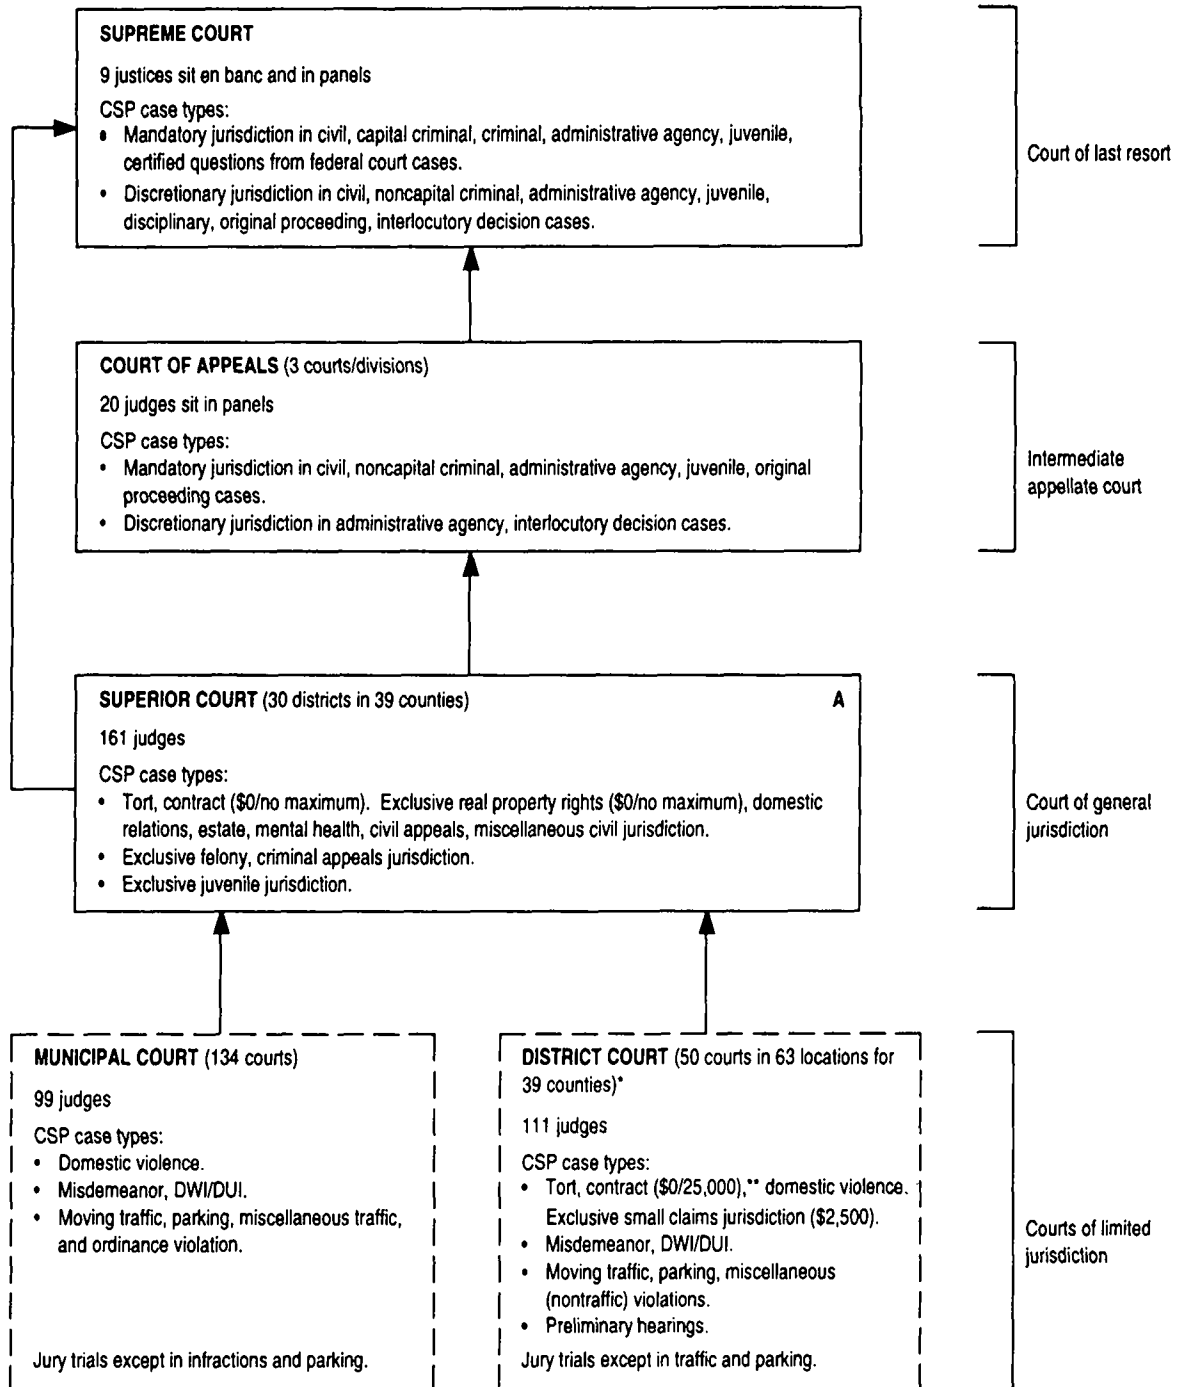 SUPREME COURT
9 justices sit en banc and in panels
CSP case types:
• Mandatory jurisdiction in civil, capital criminal, criminal, administrative agency, juvenile,
certified questions from federal court cases.
• Discretionary jurisdiction in civil, noncapital criminal, administrative agency, juvenile,
disciplinary, original proceeding, interlocutory decision cases.
Court of last resort
COURT OF APPEALS (3 courts/divisions)
20 judges sit in panels
CSP case types:
• Mandatory jurisdiction in civil, noncapital criminal, administrative agency, juvenile, original
proceeding cases.
• Discretionary jurisdiction in administrative agency, interlocutory decision cases.
Intermediate
appellate court
SUPERIOR COURT (30 districts in 39 counties) A
161 judges
CSP case types:
• Tort, contract ($0/no maximum). Exclusive real property rights ($0/no maximum), domestic
relations, estate, mental health, civil appeals, miscellaneous civil jurisdiction.
• Exclusive felony, criminal appeals jurisdiction.
• Exclusive juvenile jurisdiction.
Court of general
jurisdiction
MUNICIPAL COURT (134 courts)
99 judges
CSP case types:
• Domestic violence.
• Misdemeanor, DWI/DUI.
• Moving traffic, parking, miscellaneous traffic,
and ordinance violation.
Jury trials except in infractions and parking.
DISTRICT COURT (50 courts in 63 locations for
39 counties)*
111 judges
CSP case types:
• Tort, contract ($0/25,000),** domestic violence.
Exclusive small claims jurisdiction ($2,500).
• Misdemeanor, DWI/DUI.
• Moving traffic, parking, miscellaneous
(nontraffic) violations.
• Preliminary hearings.
Jury trials except in traffic and parking.
Courts of limited
jurisdiction